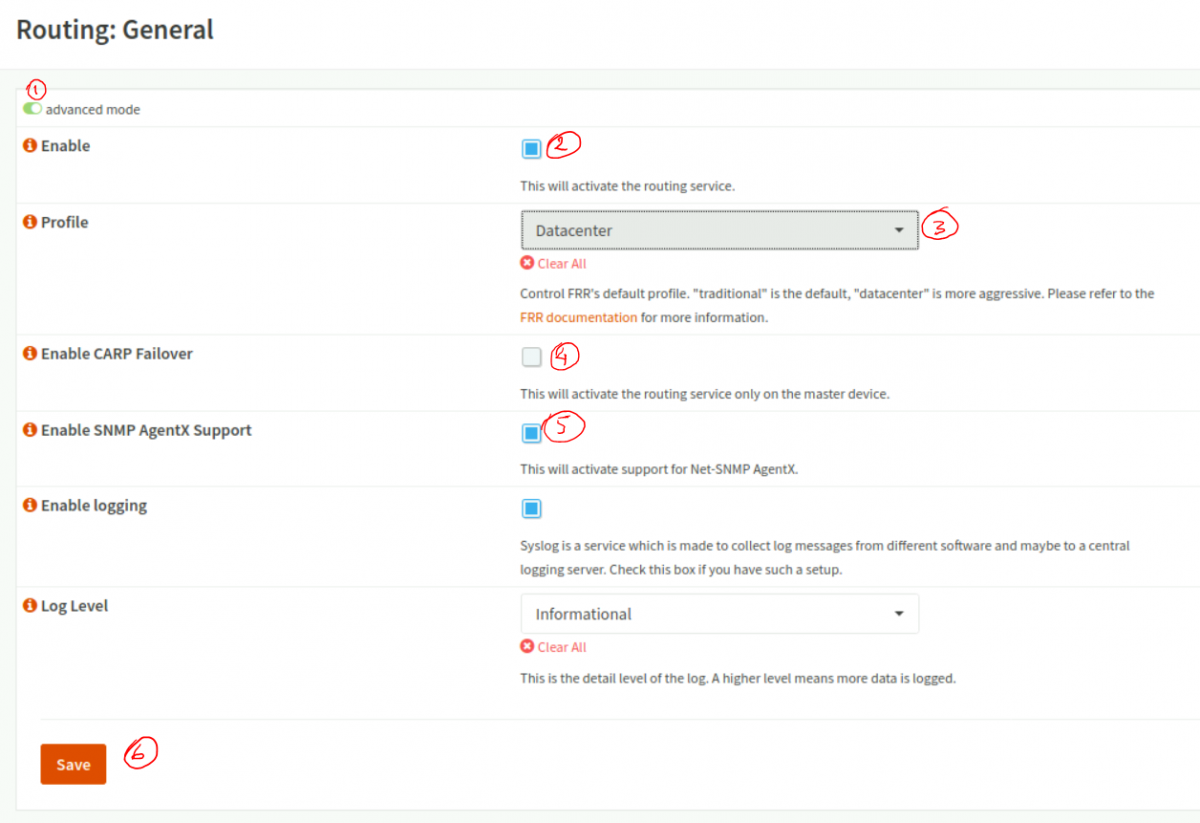 Routing: General
1
advanced mode
Enable
2
This will activate the routing service.
Profile
Datacenter
3
Clear All
Control FRR's default profile. "traditional" is the default, "datacenter" is more aggressive. Please refer to the
FRR documentation for more information.
Enable CARP Failover
4
This will activate the routing service only on the master device.
Enable SNMP AgentX Support
5
This will activate support for Net-SNMP AgentX.
Enable logging
Syslog is a service which is made to collect log messages from different software and maybe to a central
logging server. Check this box if you have such a setup.
Log Level
Informational
Clear All
This is the detail level of the log. A higher level means more data is logged.
Save
6